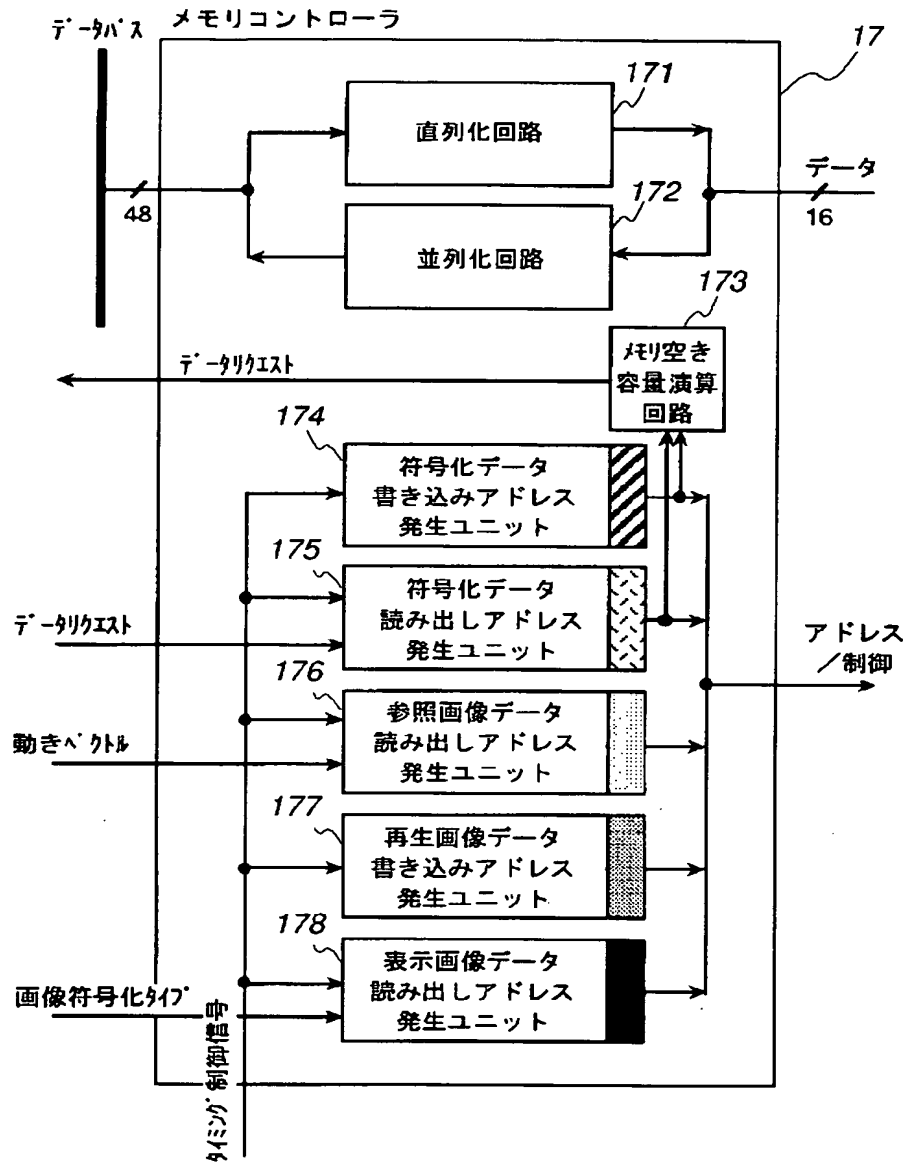 メモリコントローラ
データバス
17
171
直列化回路
データ
48
16
172
並列化回路
173
メモリ空き
容量演算
回路
データリクエスト
174
符号化データ
書き込みアドレス
発生ユニット
175
符号化データ
読み出しアドレス
発生ユニット
データリクエスト
アドレス
/制御
176
参照画像データ
読み出しアドレス
発生ユニット
動きベクトル
177
再生画像データ
書き込みアドレス
発生ユニット
178
表示画像データ
読み出しアドレス
発生ユニット
画像符号化タイプ
タイミング制御信号